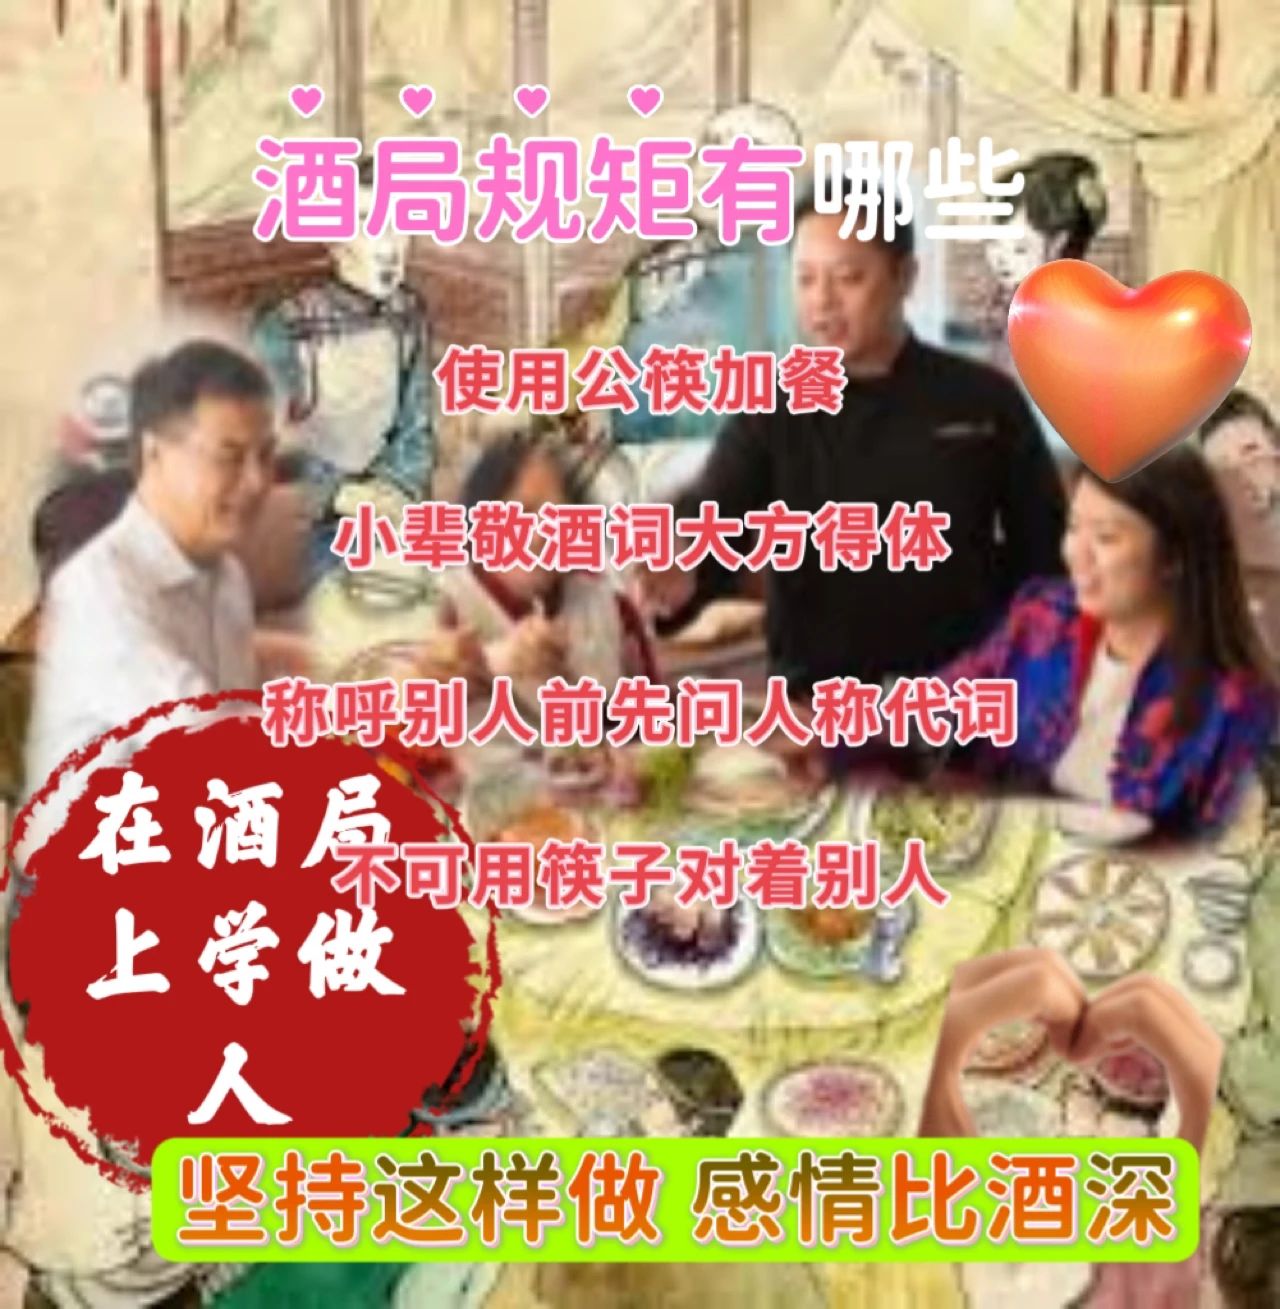 酒局规矩有哪些
使用公筷加餐
小辈敬酒词大方得体
称呼别人前先问人称代词
不可用筷子对着别人
在酒局
上学做
人
坚持这样做 感情比酒深